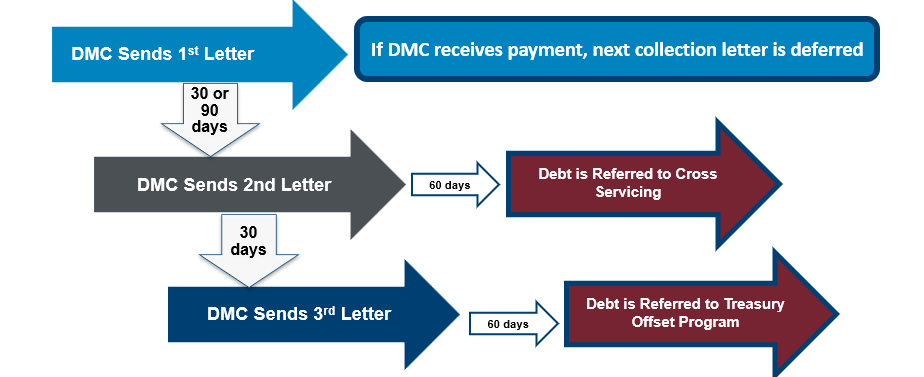 DMC Sends 1st Letter
If DMC receives payment, next collection letter is deferred
30 or
90
days
DMC Sends 2nd Letter
60 days
Debt is Referred to Cross
Servicing
30
days
DMC Sends 3rd Letter
60 days
Debt is Referred to Treasury
Offset Program